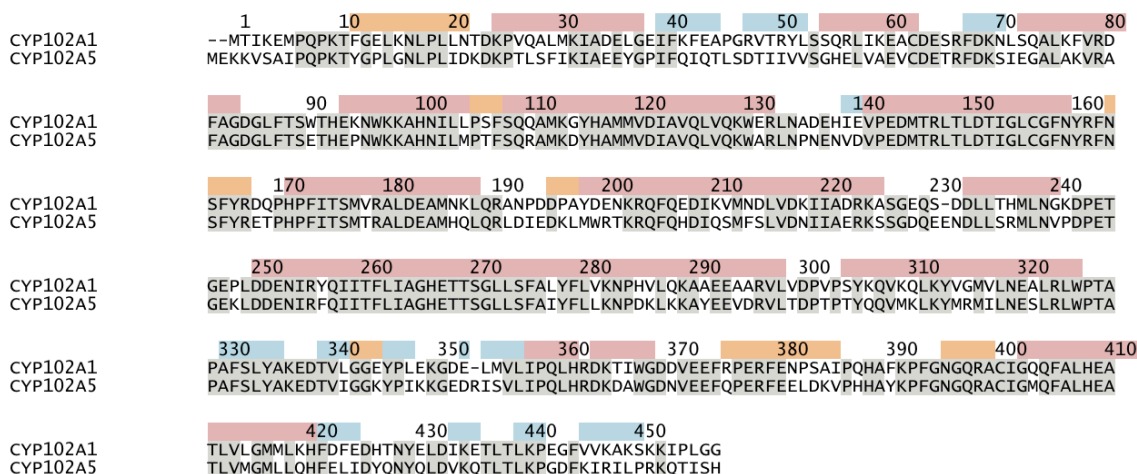 1 10 20 30 40 50 60 70 80
CYP102A1 --MTIKEMPQPKTFGELKNLPLLNTDKPVQALMKIADELGEIFKFEAPGRVTRYLSSQRLIKEACDESRFDKNLSQALKFVRD
CYP102A5 MEKKVSAIPQPKTYGPLGNLPLIDKDKPTLSFIKIAEEYGPIFQIQTLSDTIIVVSGHELVAEVCDETRFDKSIEGALAKVRA
90 100 110 120 130 140 150 160
CYP102A1 FAGDGLFTSWTHEKNWKKAHNILLPSFSQQAMKGYHAMMVDIAVQLVQKWERLNADEHIEVPEDMTRLTLDTIGLCGFNYRFN
CYP102A5 FAGDGLFTSETHEPNWKKAHNILMPTFSQRAMKDYHAMMVDIAVQLVQKWARLNPNENVDVPEDMTRLTLDTIGLCGFNYRFN
170 180 190 200 210 220 230 240
CYP102A1 SFYRDQPHPFITSMVRALDEAMNKLQRANPDDPAYDENKRQFQEDIKVMNDLVDKIIADRKASGEQS-DDLLTHMLNGKDPET
CYP102A5 SFYRETPHPFITSMTRALDEAMHQLQRLDIEDKLMWRTKRQFQHDIQSMFSLVDNIIAERKSSGDQEENDLLSRMLNVPDPET
250 260 270 280 290 300 310 320
CYP102A1 GEPLDDENIRYQIITFLIAGHETTSGLLSFALYFLVKNPHVLQKAAEEAARVLVDPVPSYKQVKQLKYVGMVLNEALRLWPTA
CYP102A5 GEKLDDENIRFQIITFLIAGHETTSGLLSFAIYFLLKNPDKLKKAYEEVDRVLTDPTPTYQQVMKLKYMRMILNESLRLWPTA
330 340 350 360 370 380 390 400 410
CYP102A1 PAFSLYAKEDTVLGGEYPLEKGDE-LMVLIPQLHRDKTIWGDDVEEFRPERFENPSAIPQHAFKPFGNGQRACIGQQFALHEA
CYP102A5 PAFSLYAKEDTVIGGKYPIKKGEDRISVLIPQLHRDKDAWGDNVEEFQPERFEELDKVPHHAYKPFGNGQRACIGMQFALHEA
420 430 440 450
CYP102A1 TLVLGMMLKHFDFEDHTNYELDIKETLTLKPEGFVVKAKSKKIPLGG
CYP102A5 TLVMGMLLQHFELIDYQNYQLDVKQTLTLKPGDFKIRILPRKQTISH